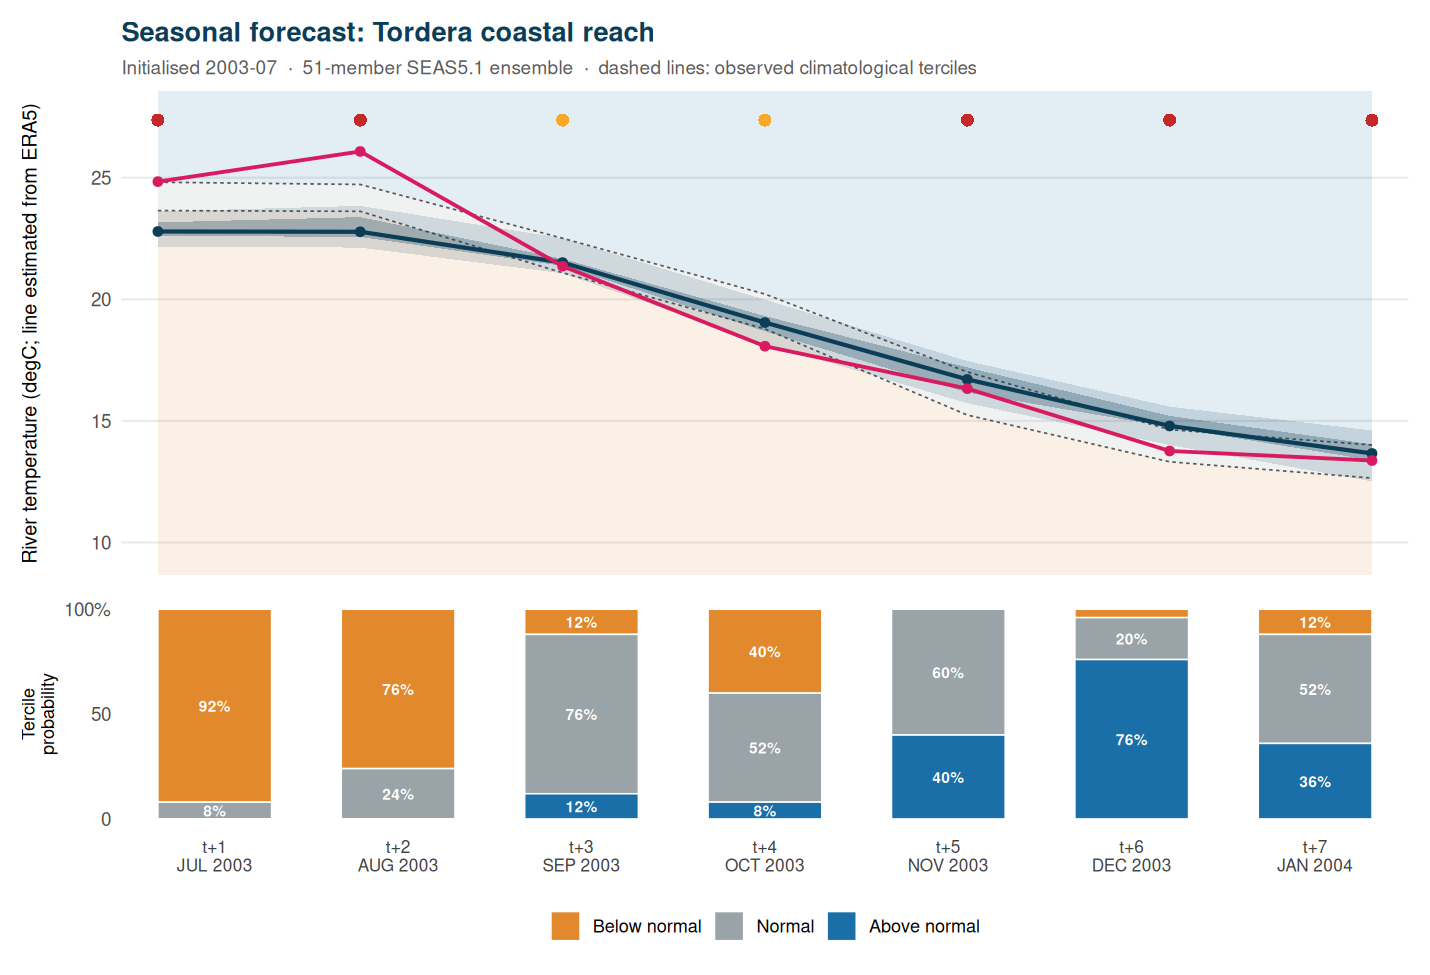 Seasonal forecast: Tordera coastal reach
Initialised 2003-07 · 51-member SEAS5.1 ensemble · dashed lines: observed climatological terciles
River temperature (degC; line estimated from ERA5)
25
20
15
10
Tercile
probability
100%
50
0
92%
8%
76%
24%
12%
76%
12%
40%
52%
8%
60%
40%
20%
76%
12%
52%
36%
t+1
JUL 2003
t+2
AUG 2003
t+3
SEP 2003
t+4
OCT 2003
t+5
NOV 2003
t+6
DEC 2003
t+7
JAN 2004
Below normal
Normal
Above normal